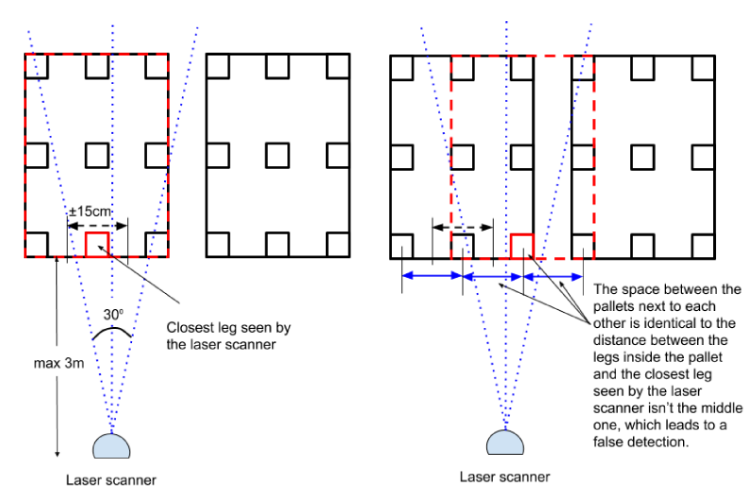 ±15cm
30°
Closest leg seen by
the laser scanner
max 3m
Laser scanner
The space between the
pallets next to each
other is identical to the
distance between the
legs inside the pallet
and the closest leg
seen by the laser
scanner isn't the middle
one, which leads to a
false detection.
Laser scanner